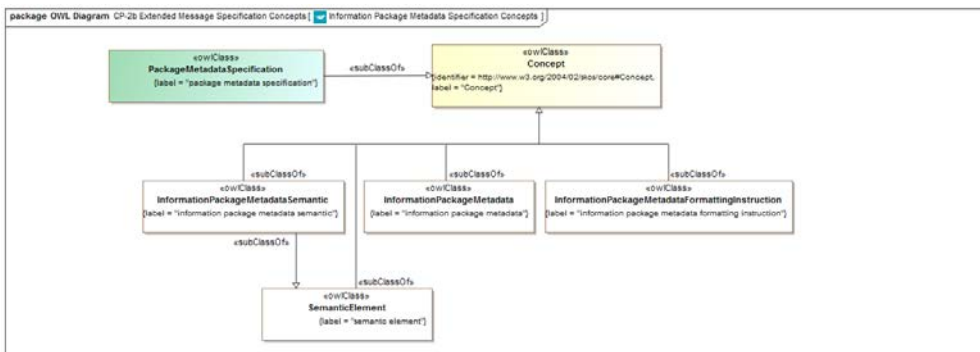 package OWL Diagram CP-2b Extended Message Specification Concepts [ Information Package Metadata Specification Concepts ]
«owlClass»
PackageMetadataSpecification
{label = "package metadata specification"}
«subClassOf»
«owlClass»
Concept
{identifier = http://www.w3.org/2004/02/skos/core#Concept,
label = "Concept"}
«subClassOf»
«subClassOf»
«subClassOf»
«owlClass»
InformationPackageMetadataSemantic
{label = "information package metadata semantic"}
«owlClass»
InformationPackageMetadata
{label = "information package metadata"}
«owlClass»
InformationPackageMetadataFormattingInstruction
{label = "information package metadata formatting instruction"}
«subClassOf»
«subClassOf»
«owlClass»
SemanticElement
{label = "semantic element"}